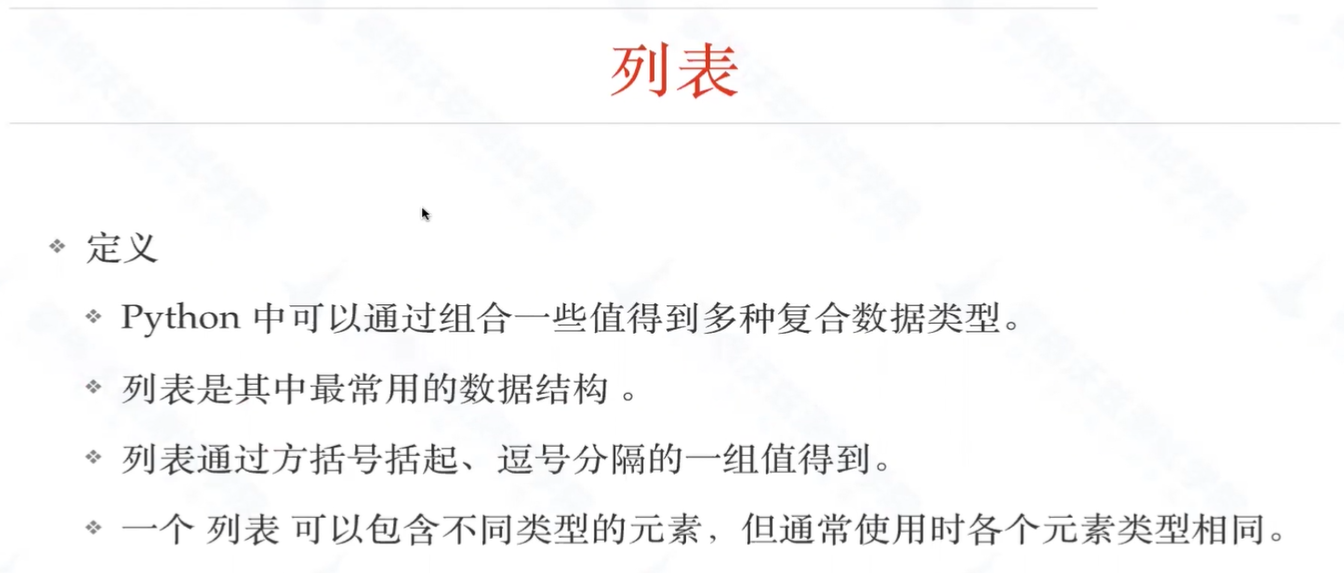 列表
定义
Python 中可以通过组合一些值得到多种复合数据类型。
列表是其中最常用的数据结构 。
列表通过方括号括起、逗号分隔的一组值得到。
一个 列表 可以包含不同类型的元素，但通常使用时各个元素类型相同。